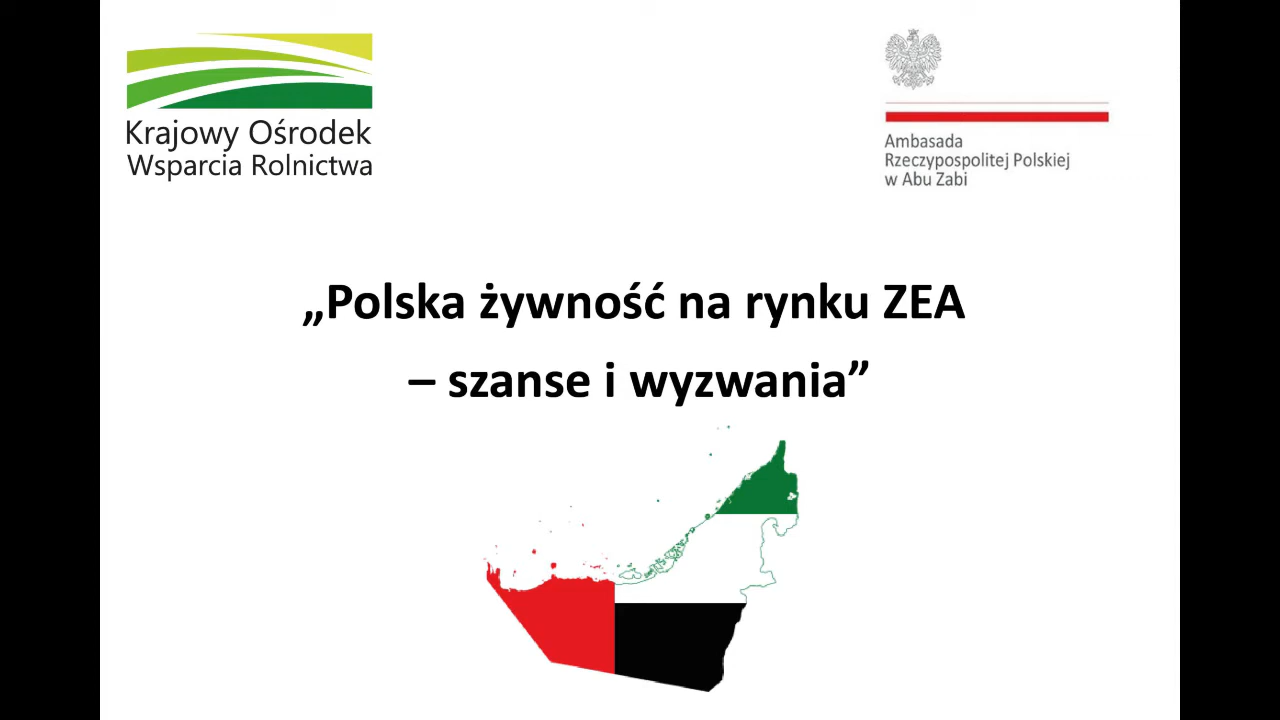 Krajowy Ośrodek
Wsparcia Rolnictwa
Ambasada
Rzeczypospolitej Polskiej
w Abu Zabi
„Polska żywność na rynku ZEA
– szanse i wyzwania”